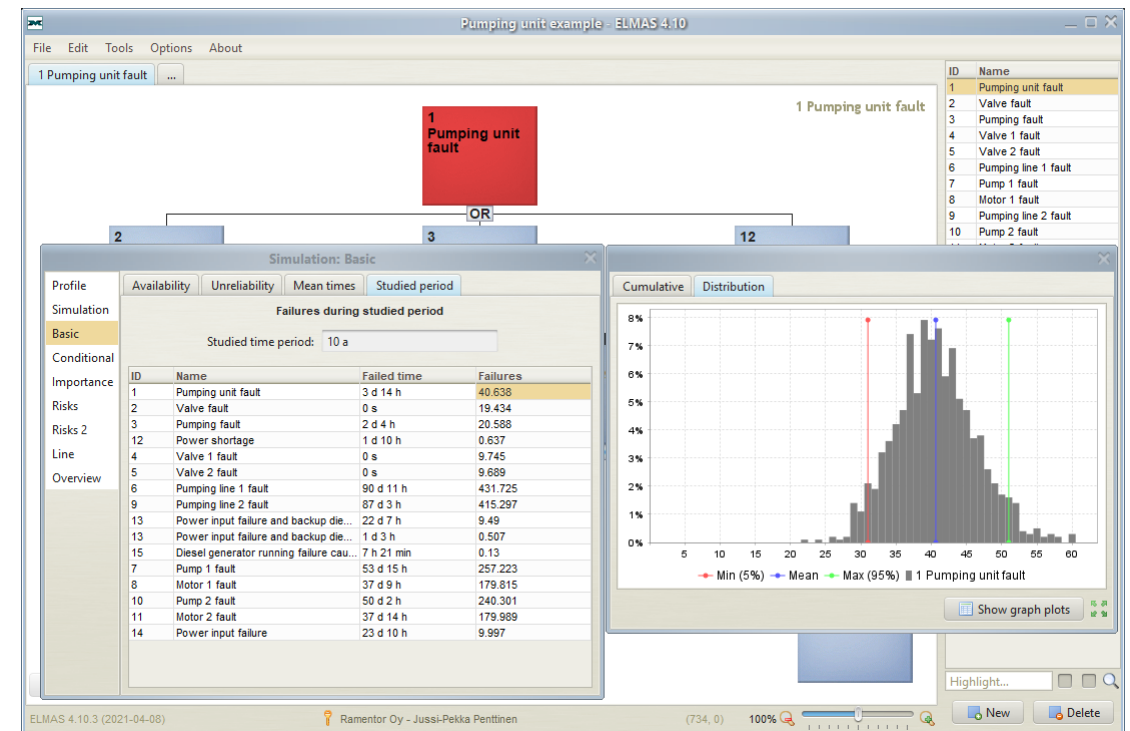 Pumping unit example - ELMAS 4.10
File Edit Tools Options About
1 Pumping unit fault ...
1 Pumping unit fault
1
Pumping unit
fault
OR
2 3 12
ID Name
1 Pumping unit fault
2 Valve fault
3 Pumping fault
4 Valve 1 fault
5 Valve 2 fault
6 Pumping line 1 fault
7 Pump 1 fault
8 Motor 1 fault
9 Pumping line 2 fault
10 Pump 2 fault
Simulation: Basic
Profile
Simulation
Basic
Conditional
Importance
Risks
Risks 2
Line
Overview
Availability Unreliability Mean times Studied period
Failures during studied period
Studied time period: 10 a
ID Name Failed time Failures
1 Pumping unit fault 3 d 14 h 40.638
2 Valve fault 0 s 19.434
3 Pumping fault 2 d 4 h 20.588
12 Power shortage 1 d 10 h 0.637
4 Valve 1 fault 0 s 9.745
5 Valve 2 fault 0 s 9.689
6 Pumping line 1 fault 90 d 11 h 431.725
9 Pumping line 2 fault 87 d 3 h 415.297
13 Power input failure and backup die... 22 d 7 h 9.49
13 Power input failure and backup die... 1 d 3 h 0.507
15 Diesel generator running failure cau... 7 h 21 min 0.13
7 Pump 1 fault 53 d 15 h 257.223
8 Motor 1 fault 37 d 9 h 179.815
10 Pump 2 fault 50 d 2 h 240.301
11 Motor 2 fault 37 d 14 h 179.989
14 Power input failure 23 d 10 h 9.997
Cumulative Distribution
8%
7%
6%
5%
4%
3%
2%
1%
0%
5 10 15 20 25 30 35 40 45 50 55 60
Min (5%) Mean Max (95%) 1 Pumping unit fault
Show graph plots
Highlight...
New Delete
ELMAS 4.10.3 (2021-04-08) Ramentor Oy - Jussi-Pekka Penttinen (734, 0) 100%